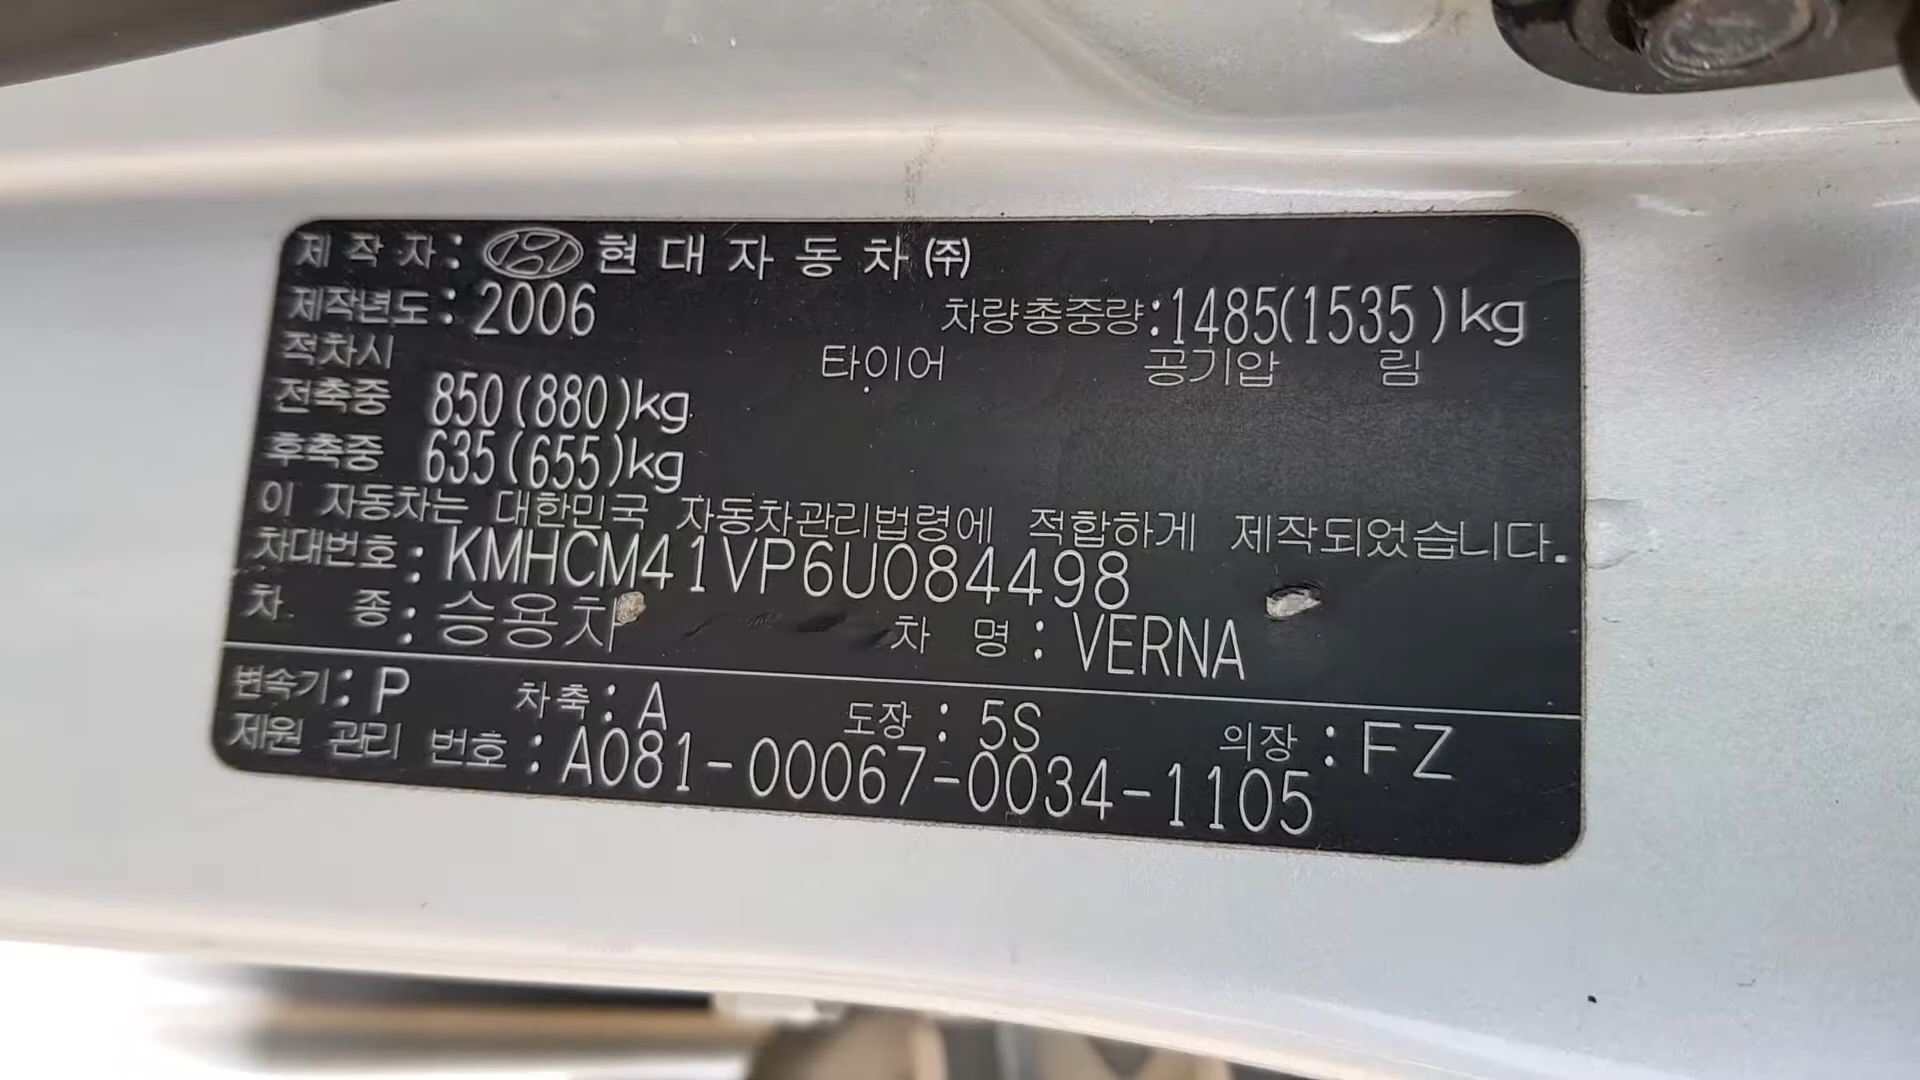 제 작 자 : 현 대 자 동 차 ㈜
제작년도 : 2006 차량총중량:1485(1535)kg
적차시 타이어 공기압 림
전축중 850(880)kg
후축중 635(655)kg
이 자동차는 대한민국 자동차관리법령에 적합하게 제작되었습니다.
차대번호 : KMHCM41VP6U084498
차 종 : 승용차 차 명 : VERNA
변속기 : P 차축 : A 도장 : 5S 의장 : FZ
제원 관리 번호 : A081-00067-0034-1105